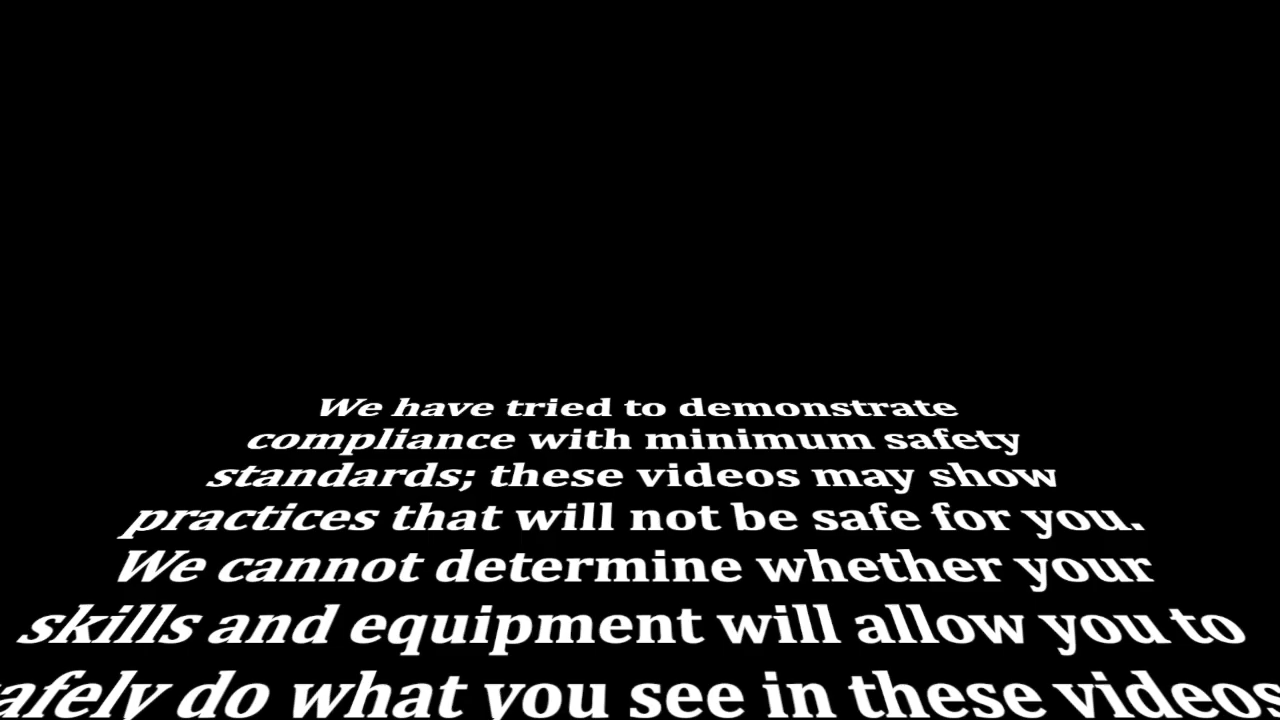 We have tried to demonstrate
compliance with minimum safety
standards; these videos may show
practices that will not be safe for you.
We cannot determine whether your
skills and equipment will allow you to
safely do what you see in these videos